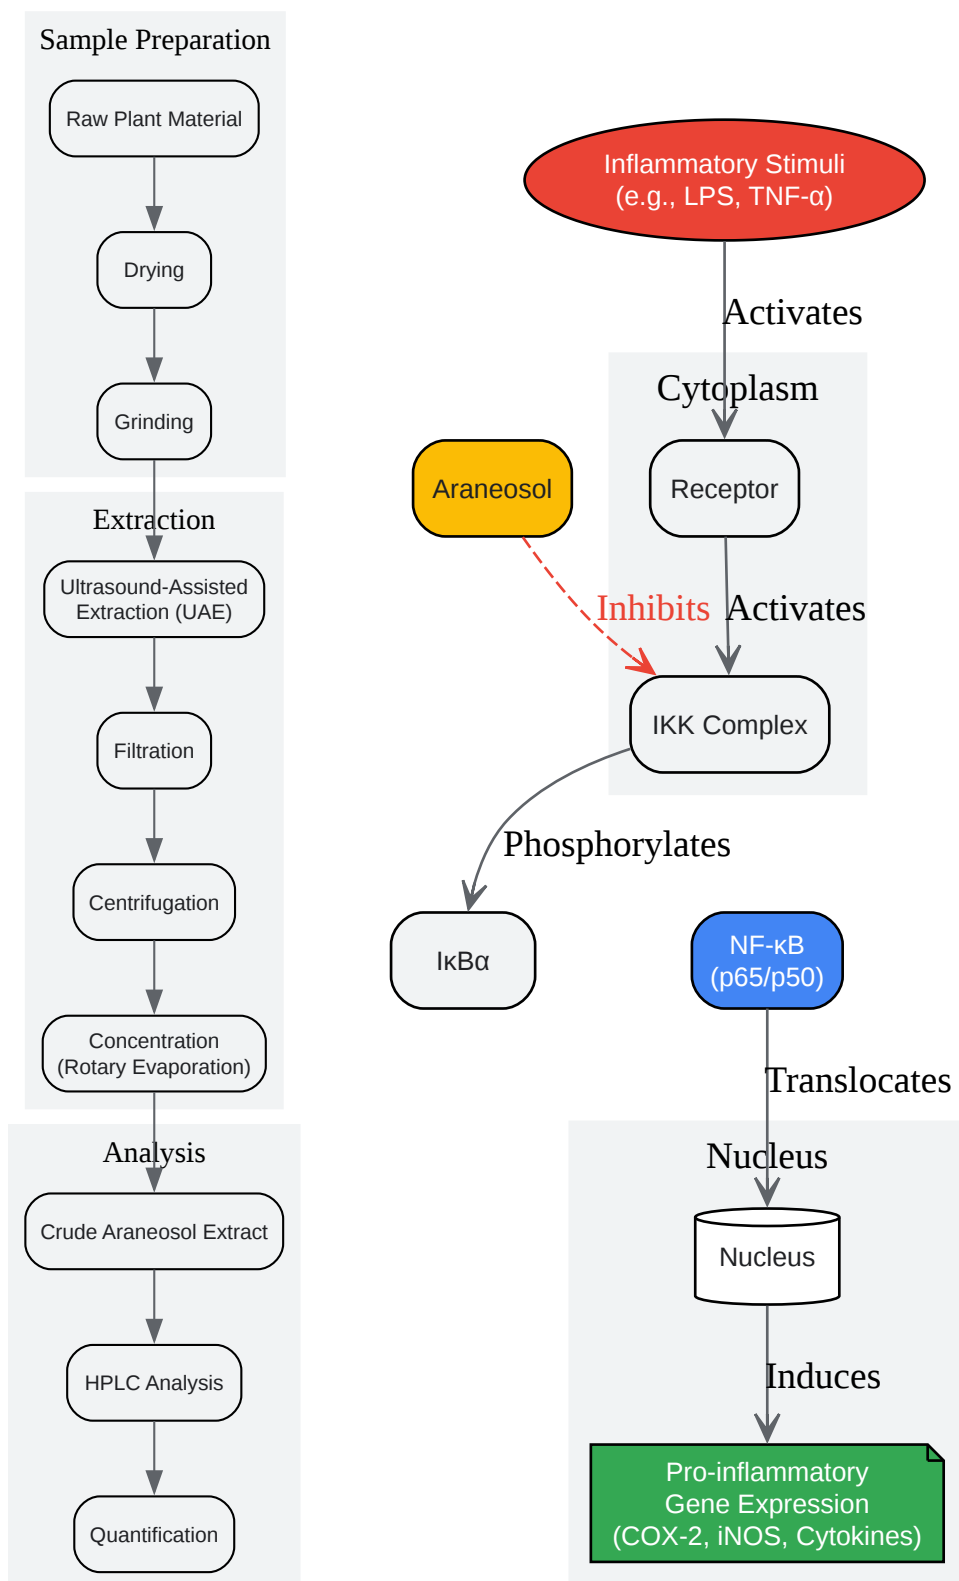 Sample Preparation
Raw Plant Material
Drying
Grinding
Extraction
Ultrasound-Assisted
Extraction (UAE)
Filtration
Centrifugation
Concentration
(Rotary Evaporation)
Analysis
Crude Araneosol Extract
HPLC Analysis
Quantification
Inflammatory Stimuli
(e.g., LPS, TNF-α)
Activates
Cytoplasm
Araneosol
Receptor
Inhibits
Activates
IKK Complex
Phosphorylates
IκBα
NF-κB
(p65/p50)
Translocates
Nucleus
Nucleus
Induces
Pro-inflammatory
Gene Expression
(COX-2, iNOS, Cytokines)